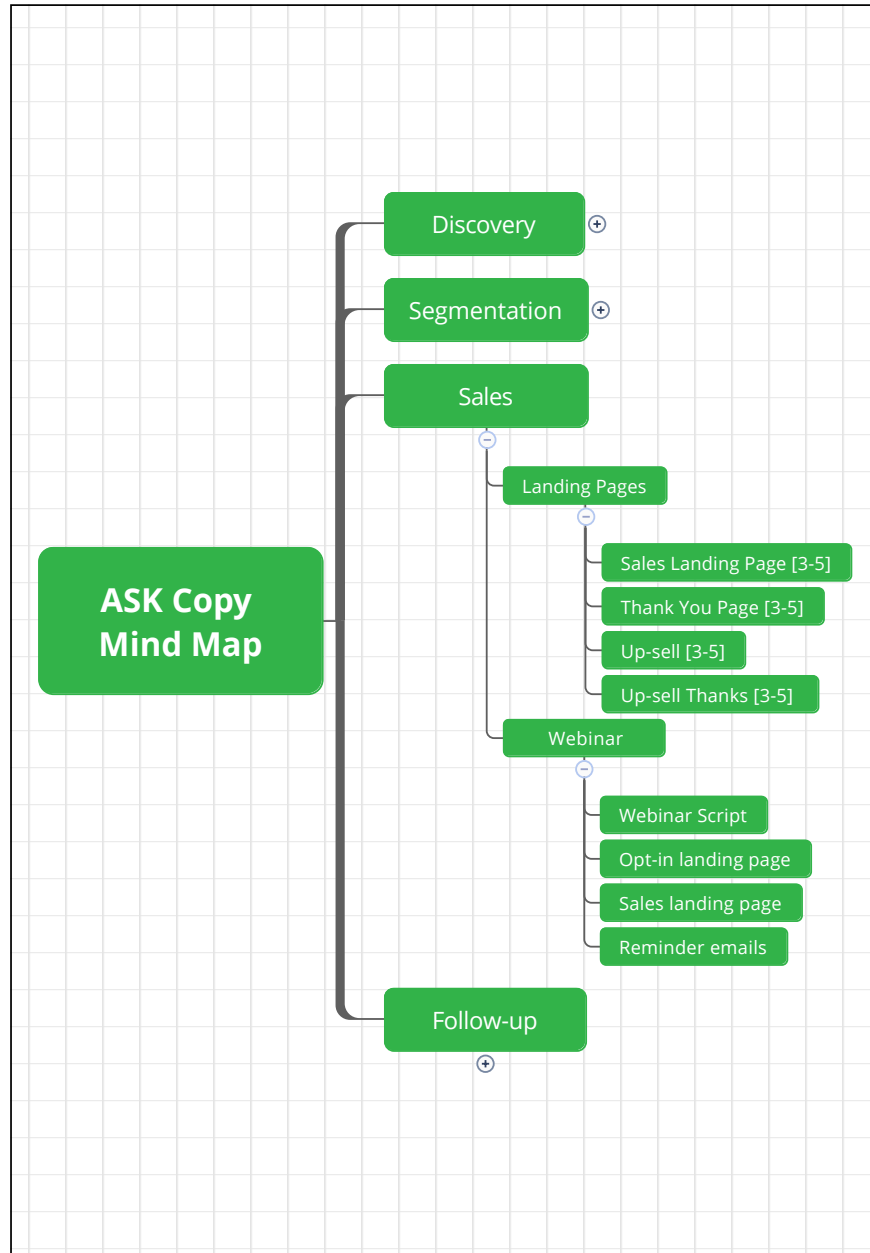 Discovery
Segmentation
Sales
Landing Pages
Sales Landing Page [3-5]
Thank You Page [3-5]
Up-sell [3-5]
Up-sell Thanks [3-5]
ASK Copy
Mind Map
Webinar
Webinar Script
Opt-in landing page
Sales landing page
Reminder emails
Follow-up